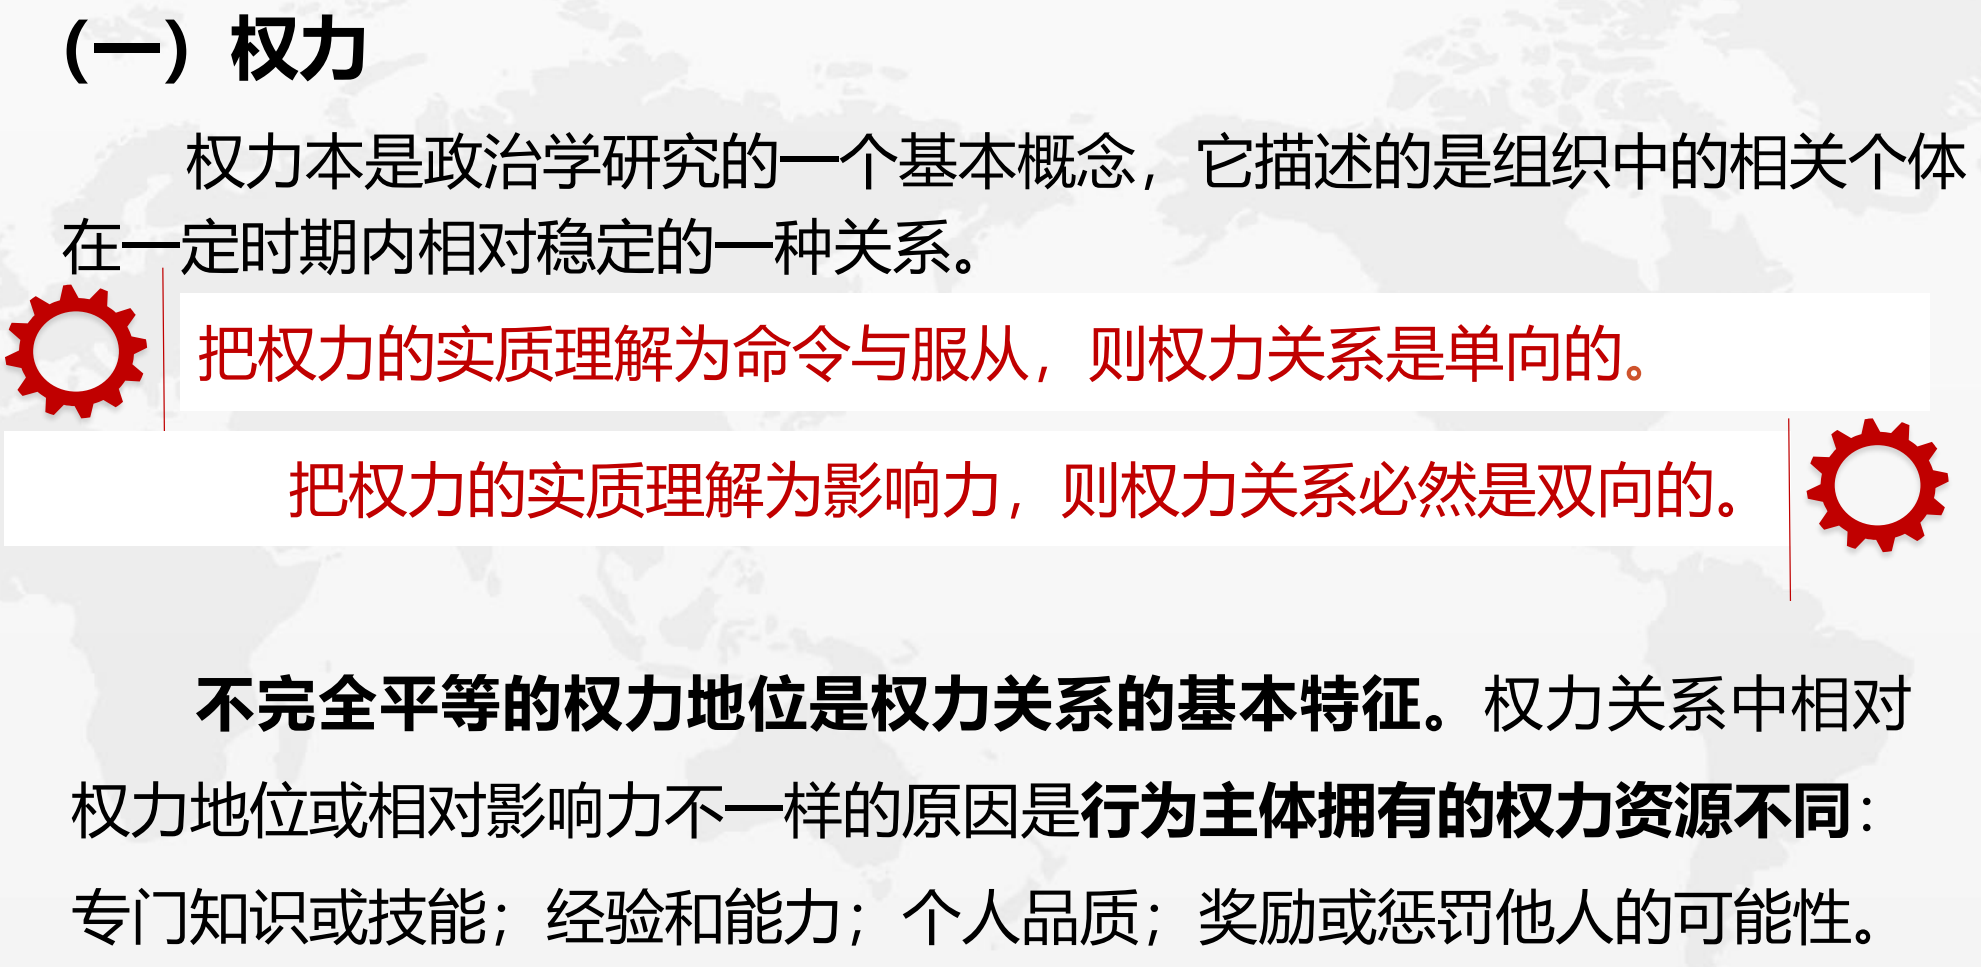 （一）权力
权力本是政治学研究的一个基本概念，它描述的是组织中的相关个体
在一定时期内相对稳定的一种关系。
把权力的实质理解为命令与服从，则权力关系是单向的。
把权力的实质理解为影响力，则权力关系必然是双向的。
不完全平等的权力地位是权力关系的基本特征。权力关系中相对
权力地位或相对影响力不一样的原因是行为主体拥有的权力资源不同：
专门知识或技能；经验和能力；个人品质；奖励或惩罚他人的可能性。